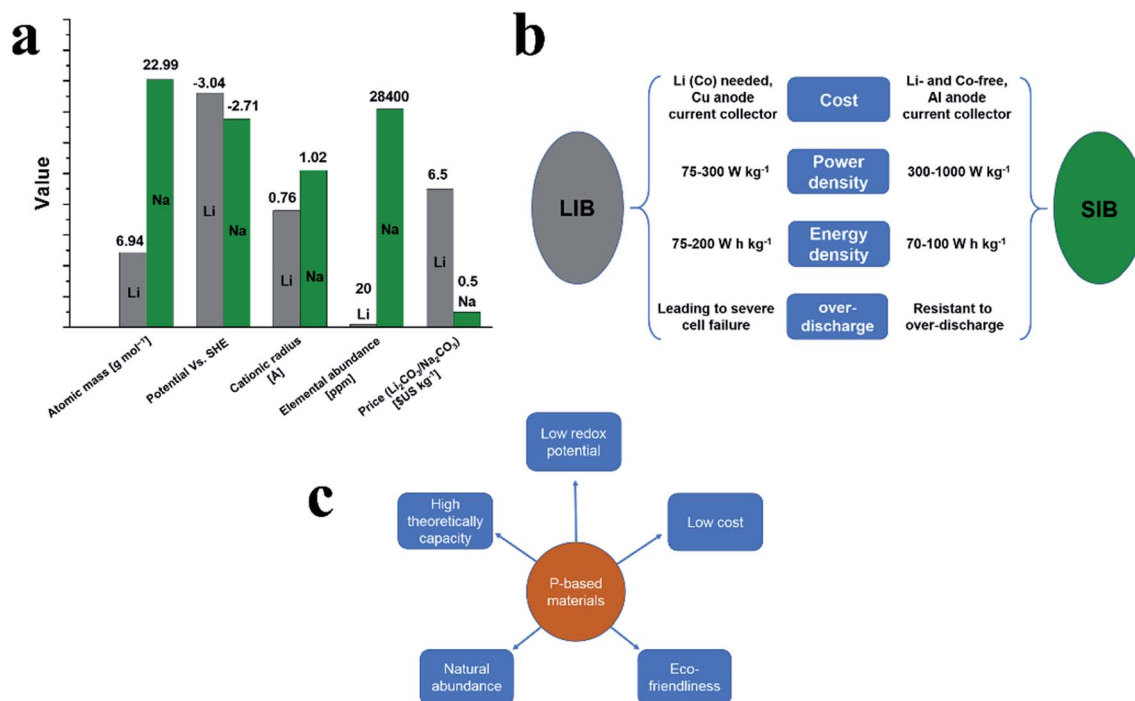 a
Value
6.94
22.99
-3.04
-2.71
0.76
1.02
20
28400
6.5
0.5
Li
Na
Li
Na
Li
Na
Li
Na
Atomic mass [g mol⁻¹]
Potential Vs. SHE
Cationic radius
[Å]
Elemental abundance
[ppm]
Price (Li₂CO₃/Na₂CO₃)
[$US kg⁻¹]
b
LIB
Li (Co) needed,
Cu anode
current collector
Cost
Li- and Co-free,
Al anode
current collector
75-300 W kg⁻¹
Power
density
300-1000 W kg⁻¹
75-200 W h kg⁻¹
Energy
density
70-100 W h kg⁻¹
Leading to severe
cell failure
over-
discharge
Resistant to
over-discharge
SIB
c
Low redox
potential
High
theoretically
capacity
Low cost
P-based
materials
Natural
abundance
Eco-
friendliness